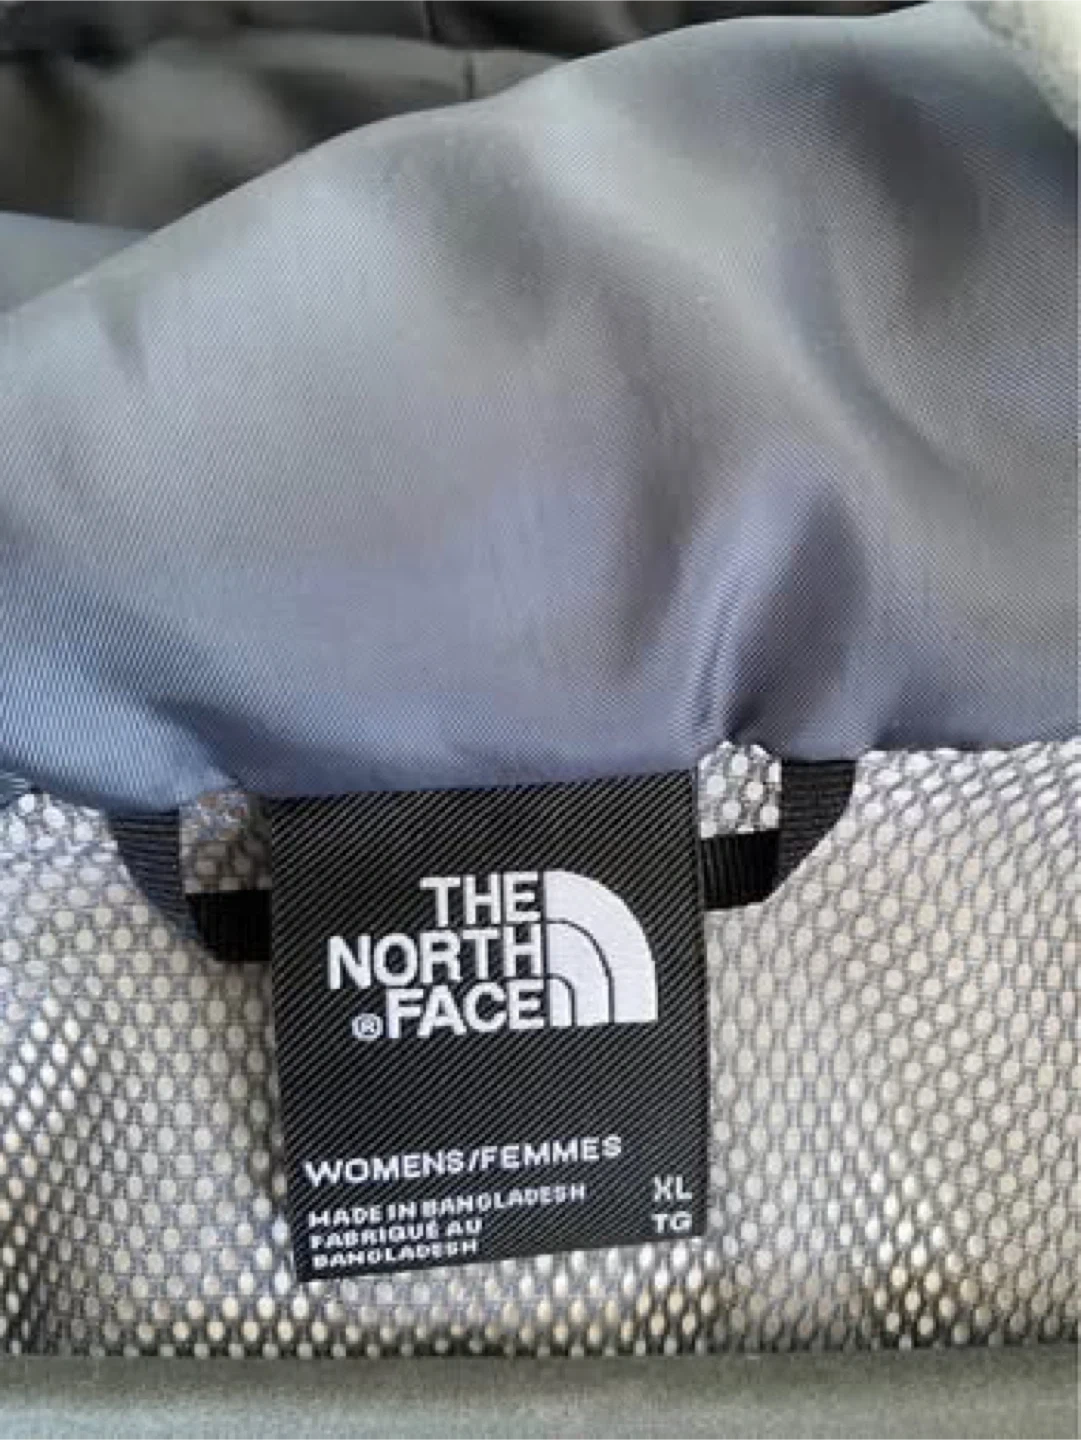 THE
NORTH
®FACE
WOMENS/FEMMES
MADE IN BANGLADESH XL
FABRIQUÉ AU TG
BANGLADESH